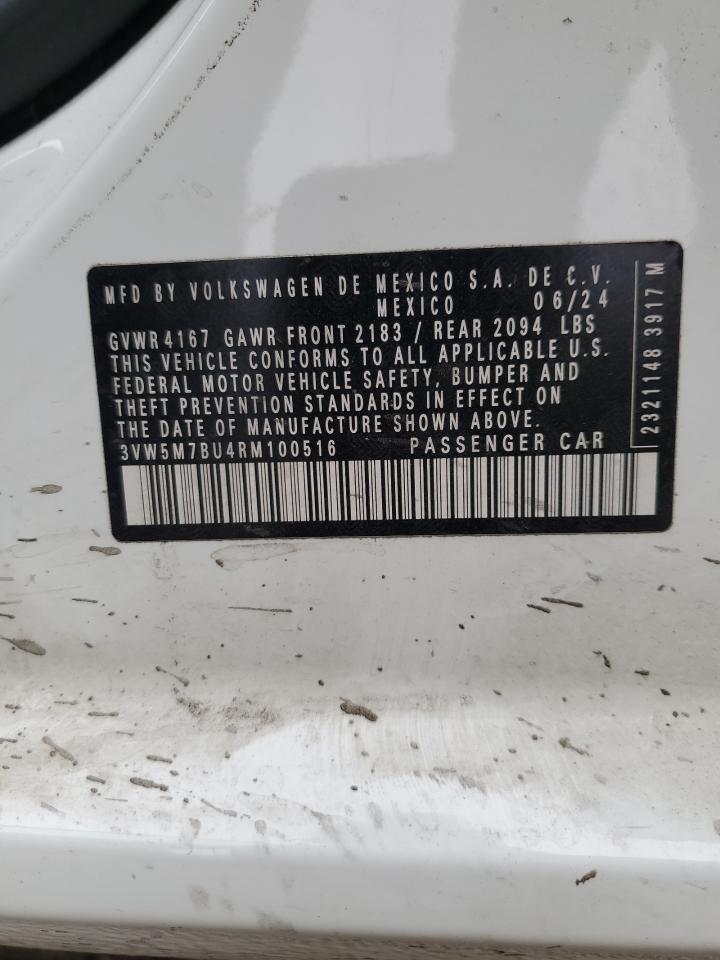 MFD BY VOLKSWAGEN DE MEXICO S.A. DE C.V.
MEXICO 06/24
GVWR 4167 GAWR FRONT 2183 / REAR 2094 LBS
THIS VEHICLE CONFORMS TO ALL APPLICABLE U.S.
FEDERAL MOTOR VEHICLE SAFETY, BUMPER AND
THEFT PREVENTION STANDARDS IN EFFECT ON
THE DATE OF MANUFACTURE SHOWN ABOVE.
3VW5M7BU4RM100516 PASSENGER CAR
2321148 3917 M